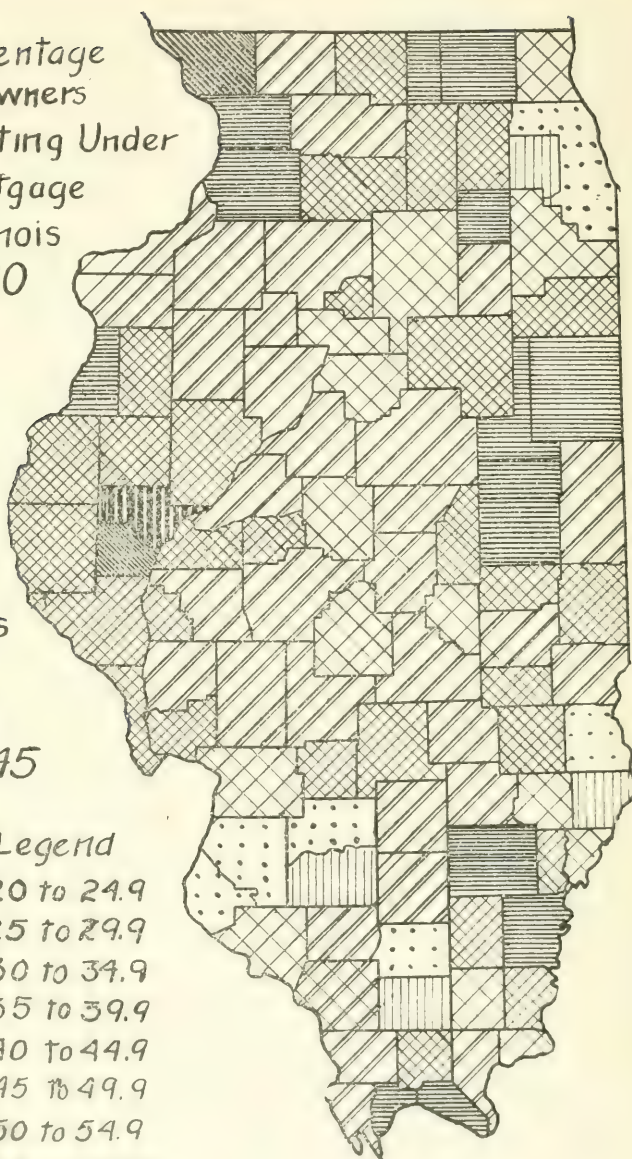 entage
wners
ting Under
tgage
nois
0
s
45
Legend
20 to 24.9
25 to 29.9
30 to 34.9
35 to 39.9
40 to 44.9
45 to 49.9
50 to 54.9